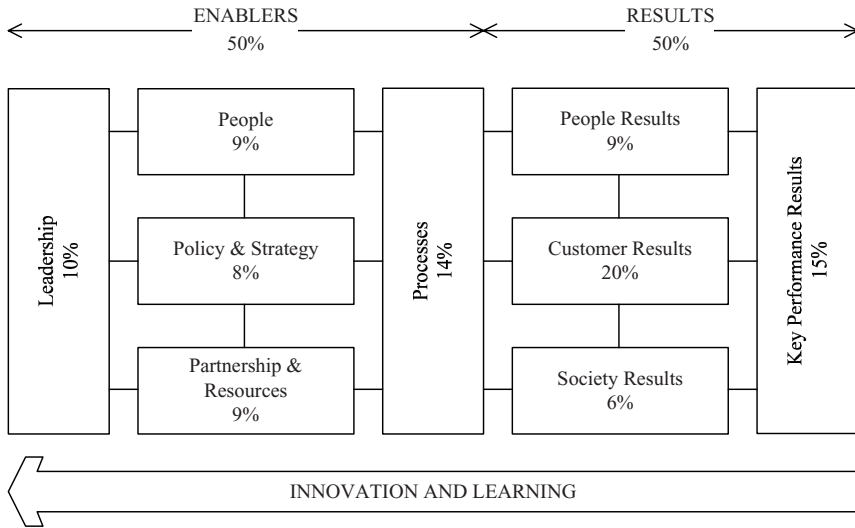 ENABLERS
50%
RESULTS
50%
Leadership
10%
People
9%
Policy & Strategy
8%
Partnership &
Resources
9%
Processes
14%
People Results
9%
Customer Results
20%
Society Results
6%
Key Performance Results
15%
INNOVATION AND LEARNING